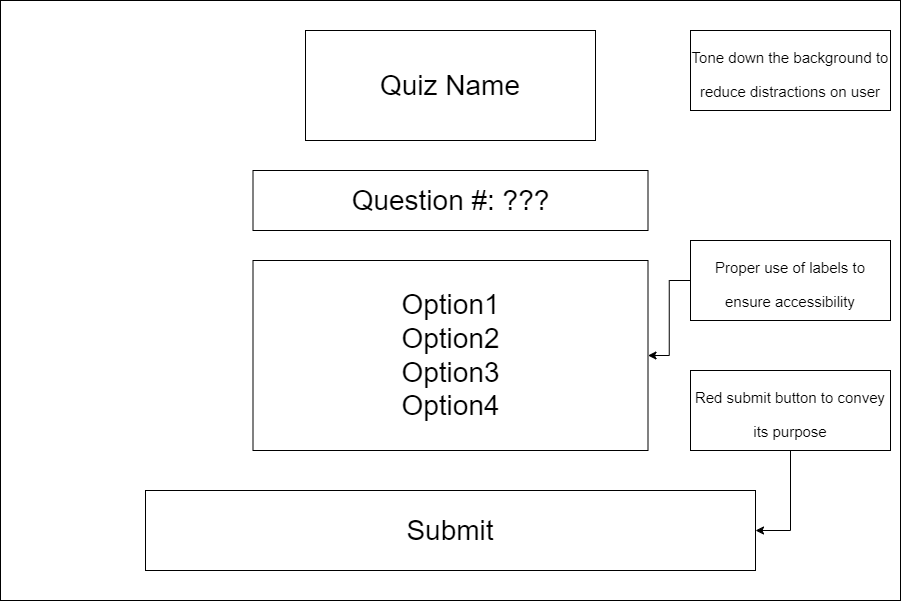 Quiz Name
Tone down the background to
reduce distractions on user
Question #: ???
Option1
Option2
Option3
Option4
Proper use of labels to
ensure accessibility
Red submit button to convey
its purpose
Submit